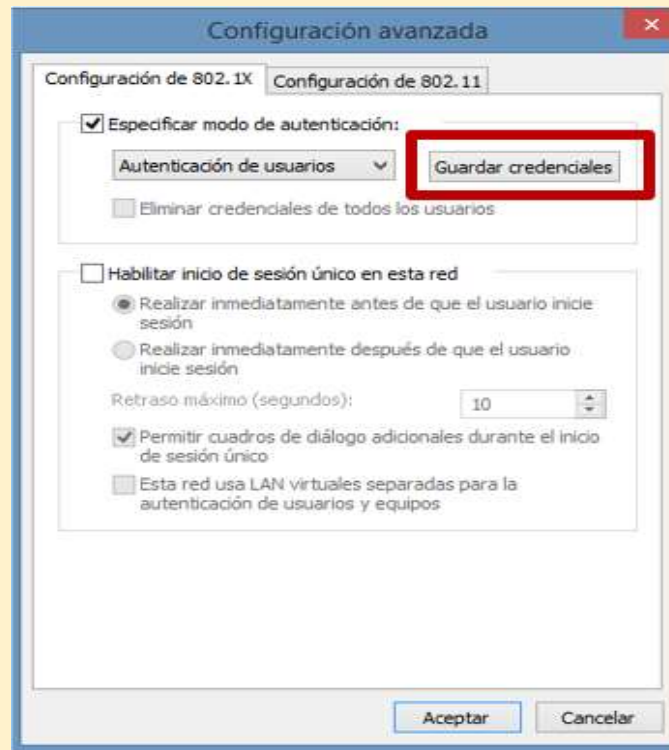 Configuración avanzada
Configuración de 802.1X
Configuración de 802.11
Especificar modo de autenticación:
Autenticación de usuarios
Guardar credenciales
Eliminar credenciales de todos los usuarios
Habilitar inicio de sesión único en esta red
Realizar inmediatamente antes de que el usuario inicie
sesión
Realizar inmediatamente después de que el usuario
inicie sesión
Retraso máximo (segundos):
10
Permitir cuadros de diálogo adicionales durante el inicio
de sesión único
Esta red usa LAN virtuales separadas para la
autenticación de usuarios y equipos
Aceptar
Cancelar